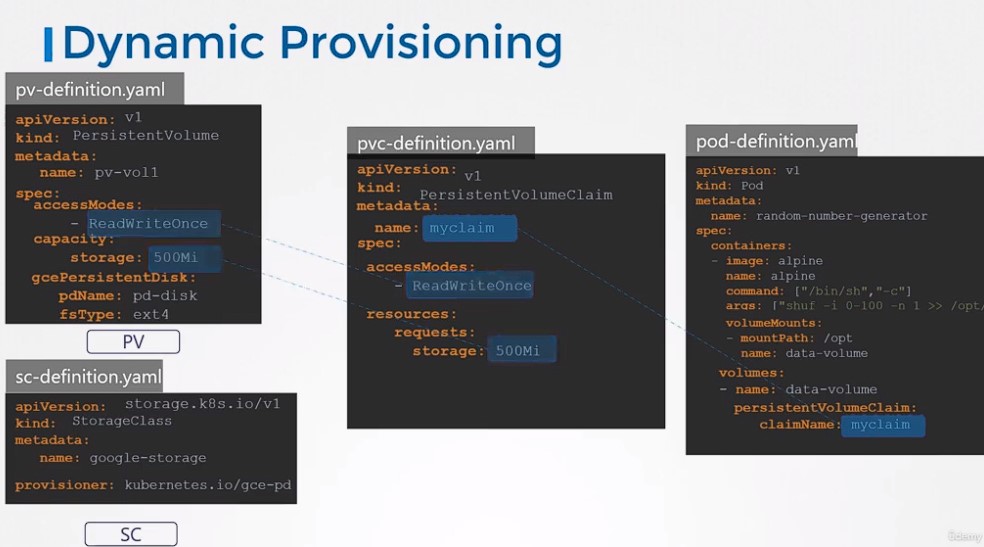 Dynamic Provisioning
pv-definition.yaml
apiVersion: v1
kind: PersistentVolume
metadata:
name: pv-vol1
spec:
accessModes:
- ReadWriteOnce
capacity:
storage: 500Mi
gcePersistentDisk:
pdName: pd-disk
fsType: ext4
PV
sc-definition.yaml
apiVersion: storage.k8s.io/v1
kind: StorageClass
metadata:
name: google-storage
provisioner: kubernetes.io/gce-pd
SC
pvc-definition.yaml
apiVersion: v1
kind: PersistentVolumeClaim
metadata:
name: myclaim
spec:
accessModes:
- ReadWriteOnce
resources:
requests:
storage: 500Mi
pod-definition.yaml
apiVersion: v1
kind: Pod
metadata:
name: random-number-generator
spec:
containers:
- image: alpine
name: alpine
command: ["/bin/sh","-c"]
args: ["shuf -i 0-100 -n 1 >> /opt/
volumeMounts:
- mountPath: /opt
name: data-volume
volumes:
- name: data-volume
persistentVolumeClaim:
claimName: myclaim
Udemy